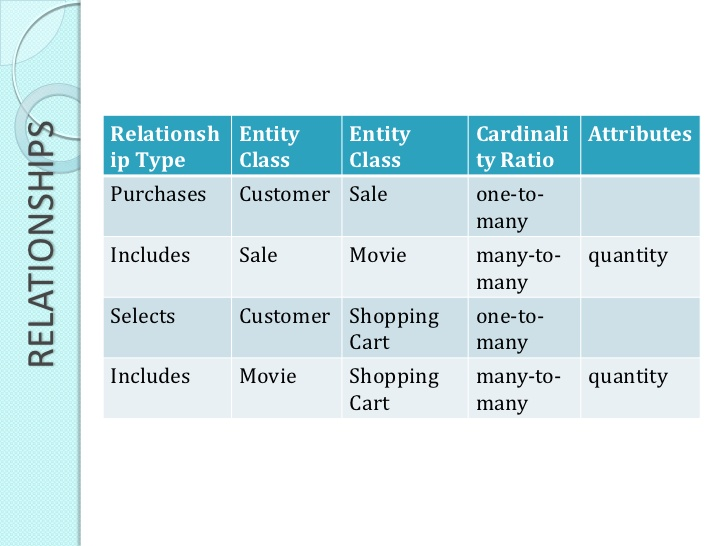 RELATIONSHIPS
Relationsh Entity Entity Cardinali Attributes
ip Type Class Class ty Ratio
Purchases Customer Sale one-to-
many
Includes Sale Movie many-to- quantity
many
Selects Customer Shopping one-to-
Cart many
Includes Movie Shopping many-to- quantity
Cart many